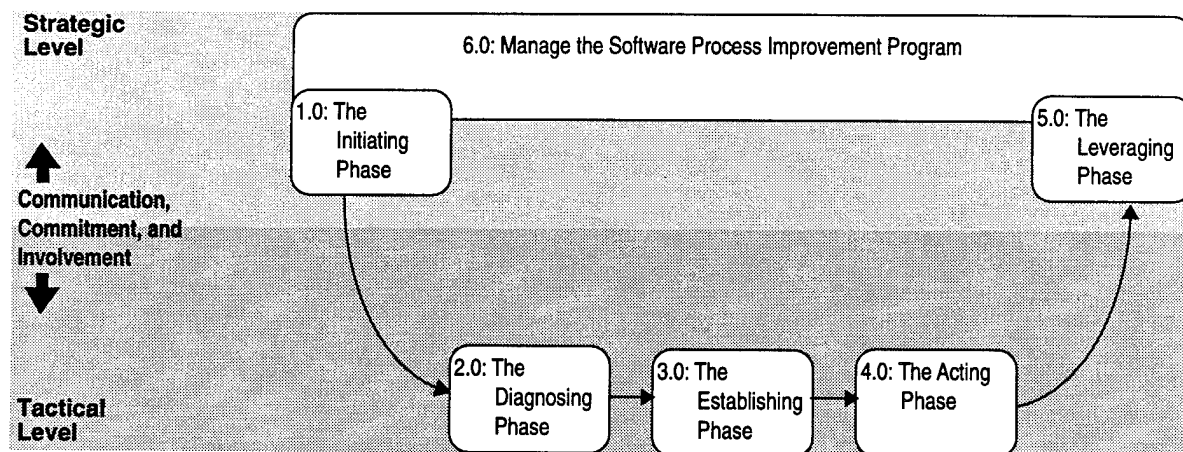 Strategic
Level
6.0: Manage the Software Process Improvement Program
1.0: The
Initiating
Phase
5.0: The
Leveraging
Phase
Communication,
Commitment, and
Involvement
2.0: The
Diagnosing
Phase
3.0: The
Establishing
Phase
4.0: The Acting
Phase
Tactical
Level